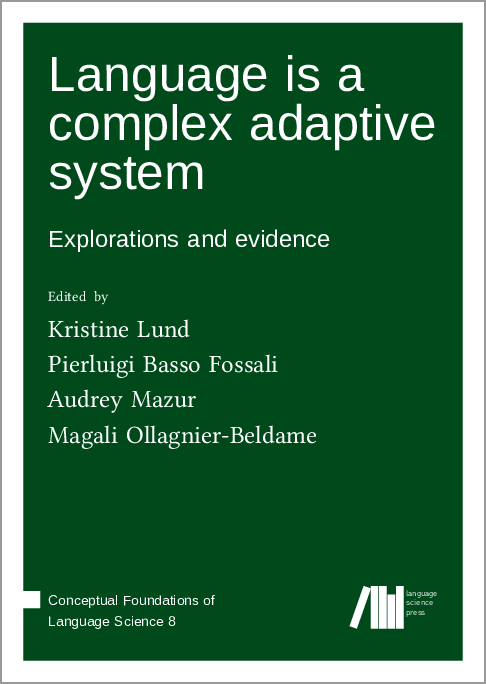 Language is a
complex adaptive
system
Explorations and evidence
Edited by
Kristine Lund
Pierluigi Basso Fossali
Audrey Mazur
Magali Ollagnier-Beldame
Conceptual Foundations of
Language Science 8
language
science
press